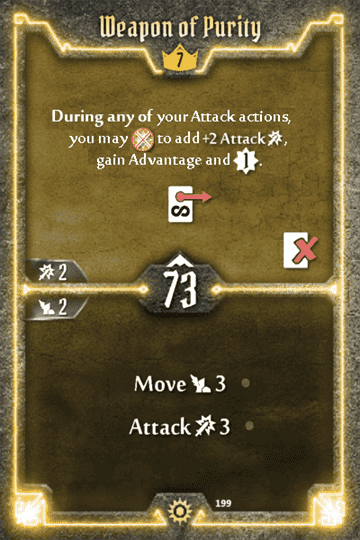 Weapon of Purity
7
During any of your Attack actions,
you may to add +2 Attack,
gain Advantage and 1.
8
2
73
2
Move 3
Attack 3
199